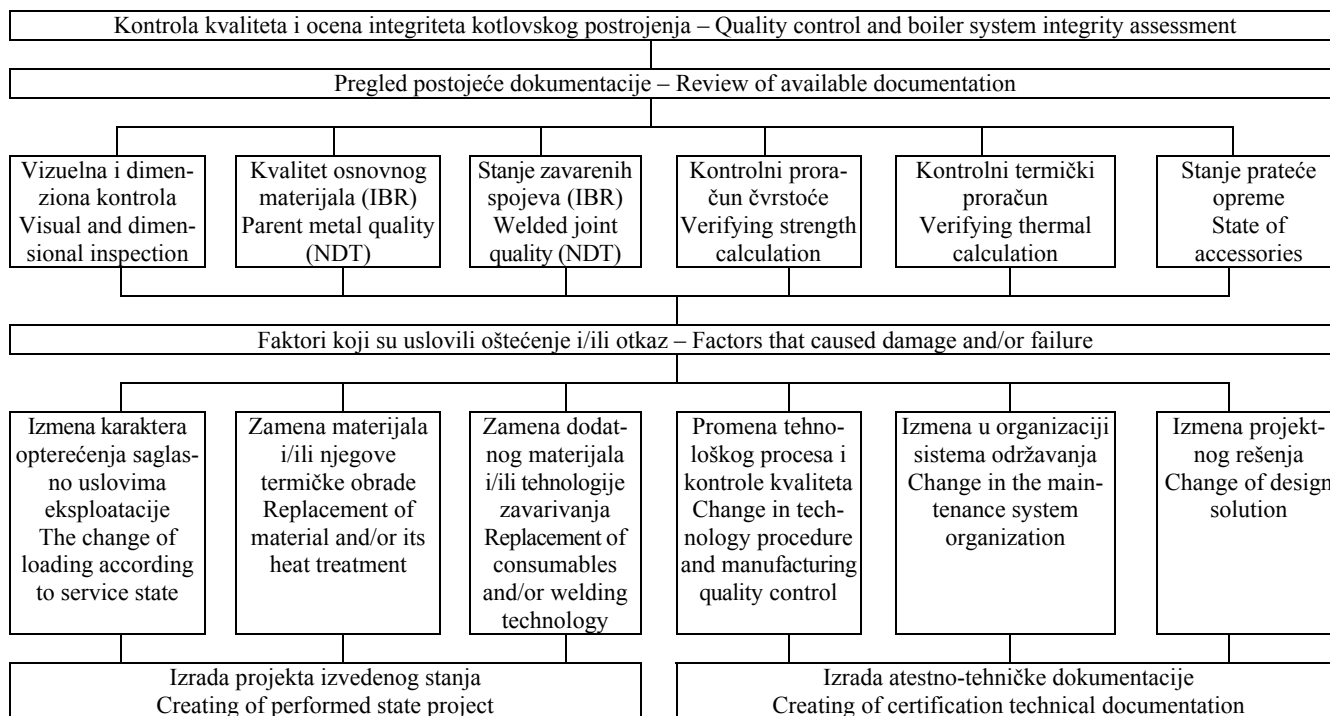 Kontrola kvaliteta i ocena integriteta kotlovskog postrojenja – Quality control and boiler system integrity assessment
Pregled postojeće dokumentacije – Review of available documentation
Vizuelna i dimen-
ziona kontrola
Visual and dimen-
sional inspection
Kvalitet osnovnog
materijala (IBR)
Parent metal quality
(NDT)
Stanje zavarenih
spojeva (IBR)
Welded joint
quality (NDT)
Kontrolni prora-
čun čvrstoće
Verifying strength
calculation
Kontrolni termički
proračun
Verifying thermal
calculation
Stanje prateće
opreme
State of
accessories
Faktori koji su uslovili oštećenje i/ili otkaz – Factors that caused damage and/or failure
Izmena karaktera
opterećenja saglas-
no uslovima
eksploatacije
The change of
loading according
to service state
Zamena materijala
i/ili njegove
termičke obrade
Replacement of
material and/or its
heat treatment
Zamena dodat-
nog materijala
i/ili tehnologije
zavarivanja
Replacement of
consumables
and/or welding
technology
Promena tehno-
loškog procesa i
kontrole kvaliteta
Change in tech-
nology procedure
and manufacturing
quality control
Izmena u organizaciji
sistema održavanja
Change in the main-
tenance system
organization
Izmena projekt-
nog rešenja
Change of design
solution
Izrada projekta izvedenog stanja
Creating of performed state project
Izrada atestno-tehničke dokumentacije
Creating of certification technical documentation